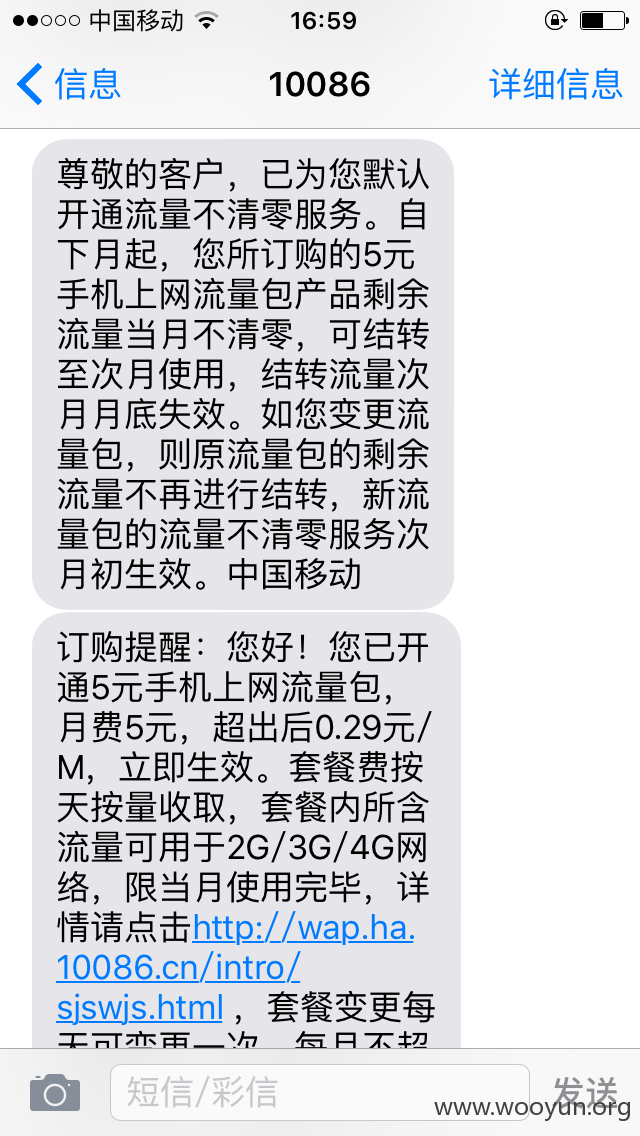 中国移动
16:59
信息
10086
详细信息
尊敬的客户，已为您默认
开通流量不清零服务。自
下月起，您所订购的5元
手机上网流量包产品剩余
流量当月不清零，可结转
至次月使用，结转流量次
月月底失效。如您变更流
量包，则原流量包的剩余
流量不再进行结转，新流
量包的流量不清零服务次
月初生效。中国移动
订购提醒：您好！您已开
通5元手机上网流量包，
月费5元，超出后0.29元/
M，立即生效。套餐费按
天按量收取，套餐内所含
流量可用于2G/3G/4G网
络，限当月使用完毕，详
情请点击http://wap.ha.
10086.cn/intro/
sjswjs.html ，套餐变更每
天可变更一次，每月不超
短信/彩信
发送
www.wooyun.org